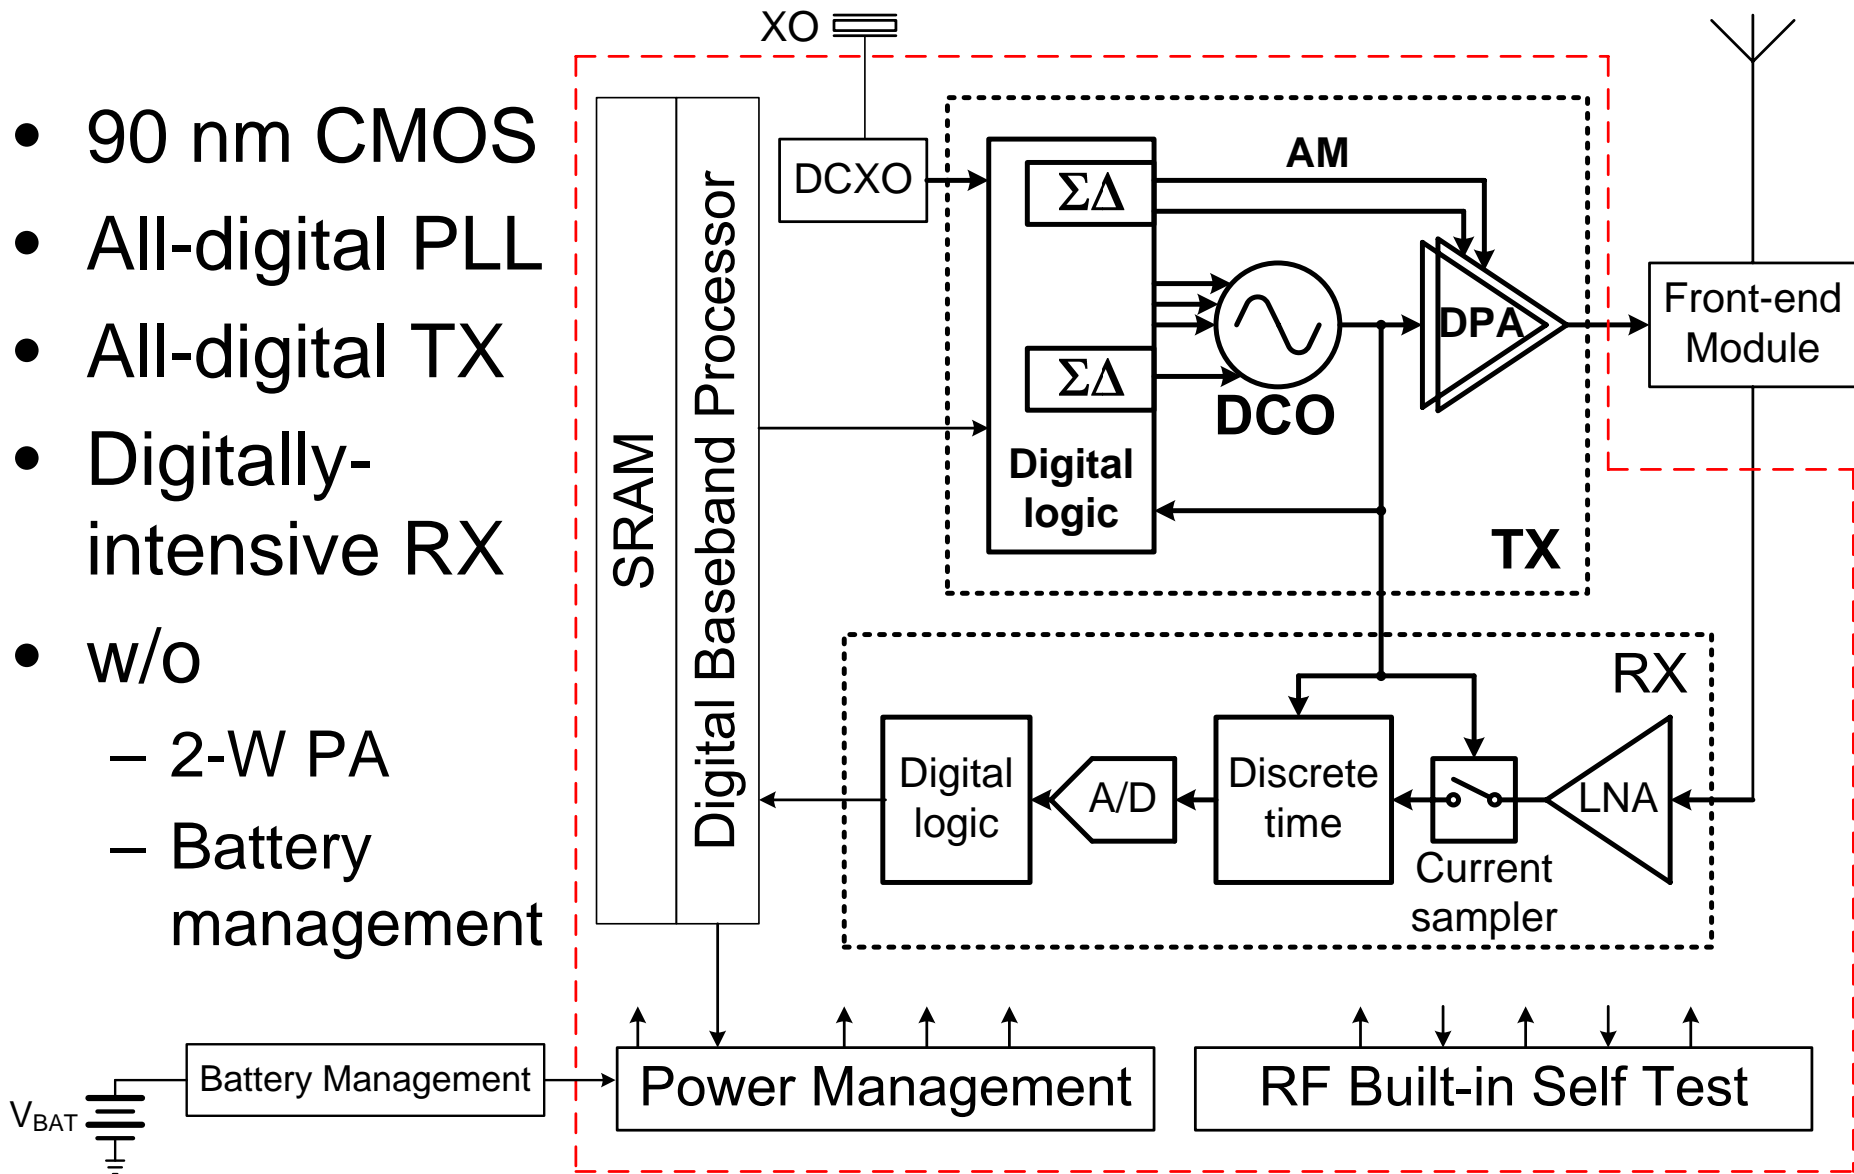 • 90 nm CMOS
• All-digital PLL
• All-digital TX
• Digitally-
intensive RX
• w/o
– 2-W PA
– Battery
management
XO
DCXO
SRAM
Digital Baseband Processor
ΣΔ
AM
ΣΔ
DCO
DPA
Digital
logic
TX
Front-end
Module
RX
Digital
logic
A/D
Discrete
time
LNA
Current
sampler
VBAT
Battery Management
Power Management
RF Built-in Self Test